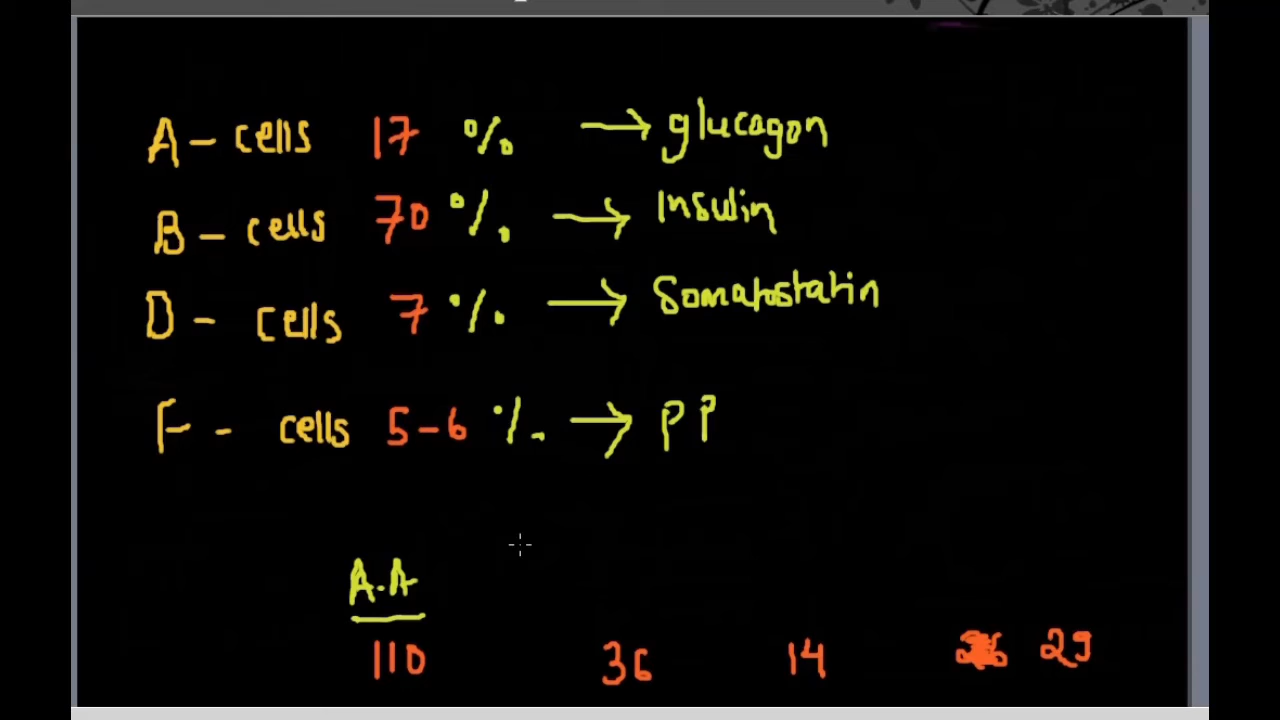 A - cells 17 % → glucagon
B - cells 70 % → Insulin
D - cells 7 % → Somatostatin
F - cells 5-6 % → PP
A.A
110 36 14 29